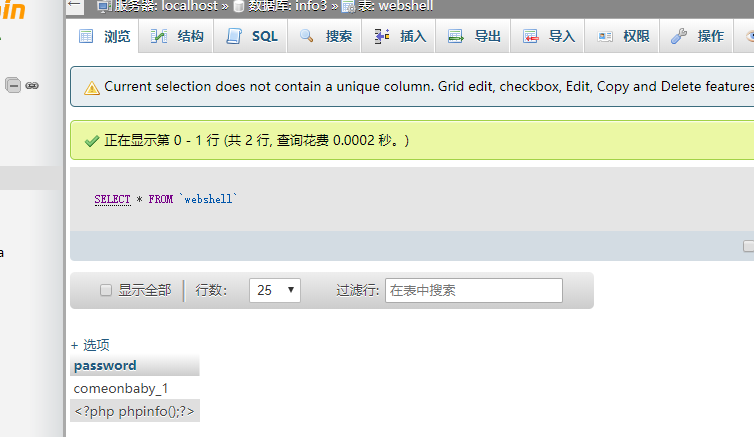 in
服务器: localhost » 数据库: info3 » 表: webshell
浏览 结构 SQL 搜索 插入 导出 导入 权限 操作
Current selection does not contain a unique column. Grid edit, checkbox, Edit, Copy and Delete features
正在显示第 0 - 1 行 (共 2 行, 查询花费 0.0002 秒。)
SELECT * FROM `webshell`
a
显示全部 行数: 25 过滤行: 在表中搜索
+ 选项
password
comeonbaby_1
<?php phpinfo();?>